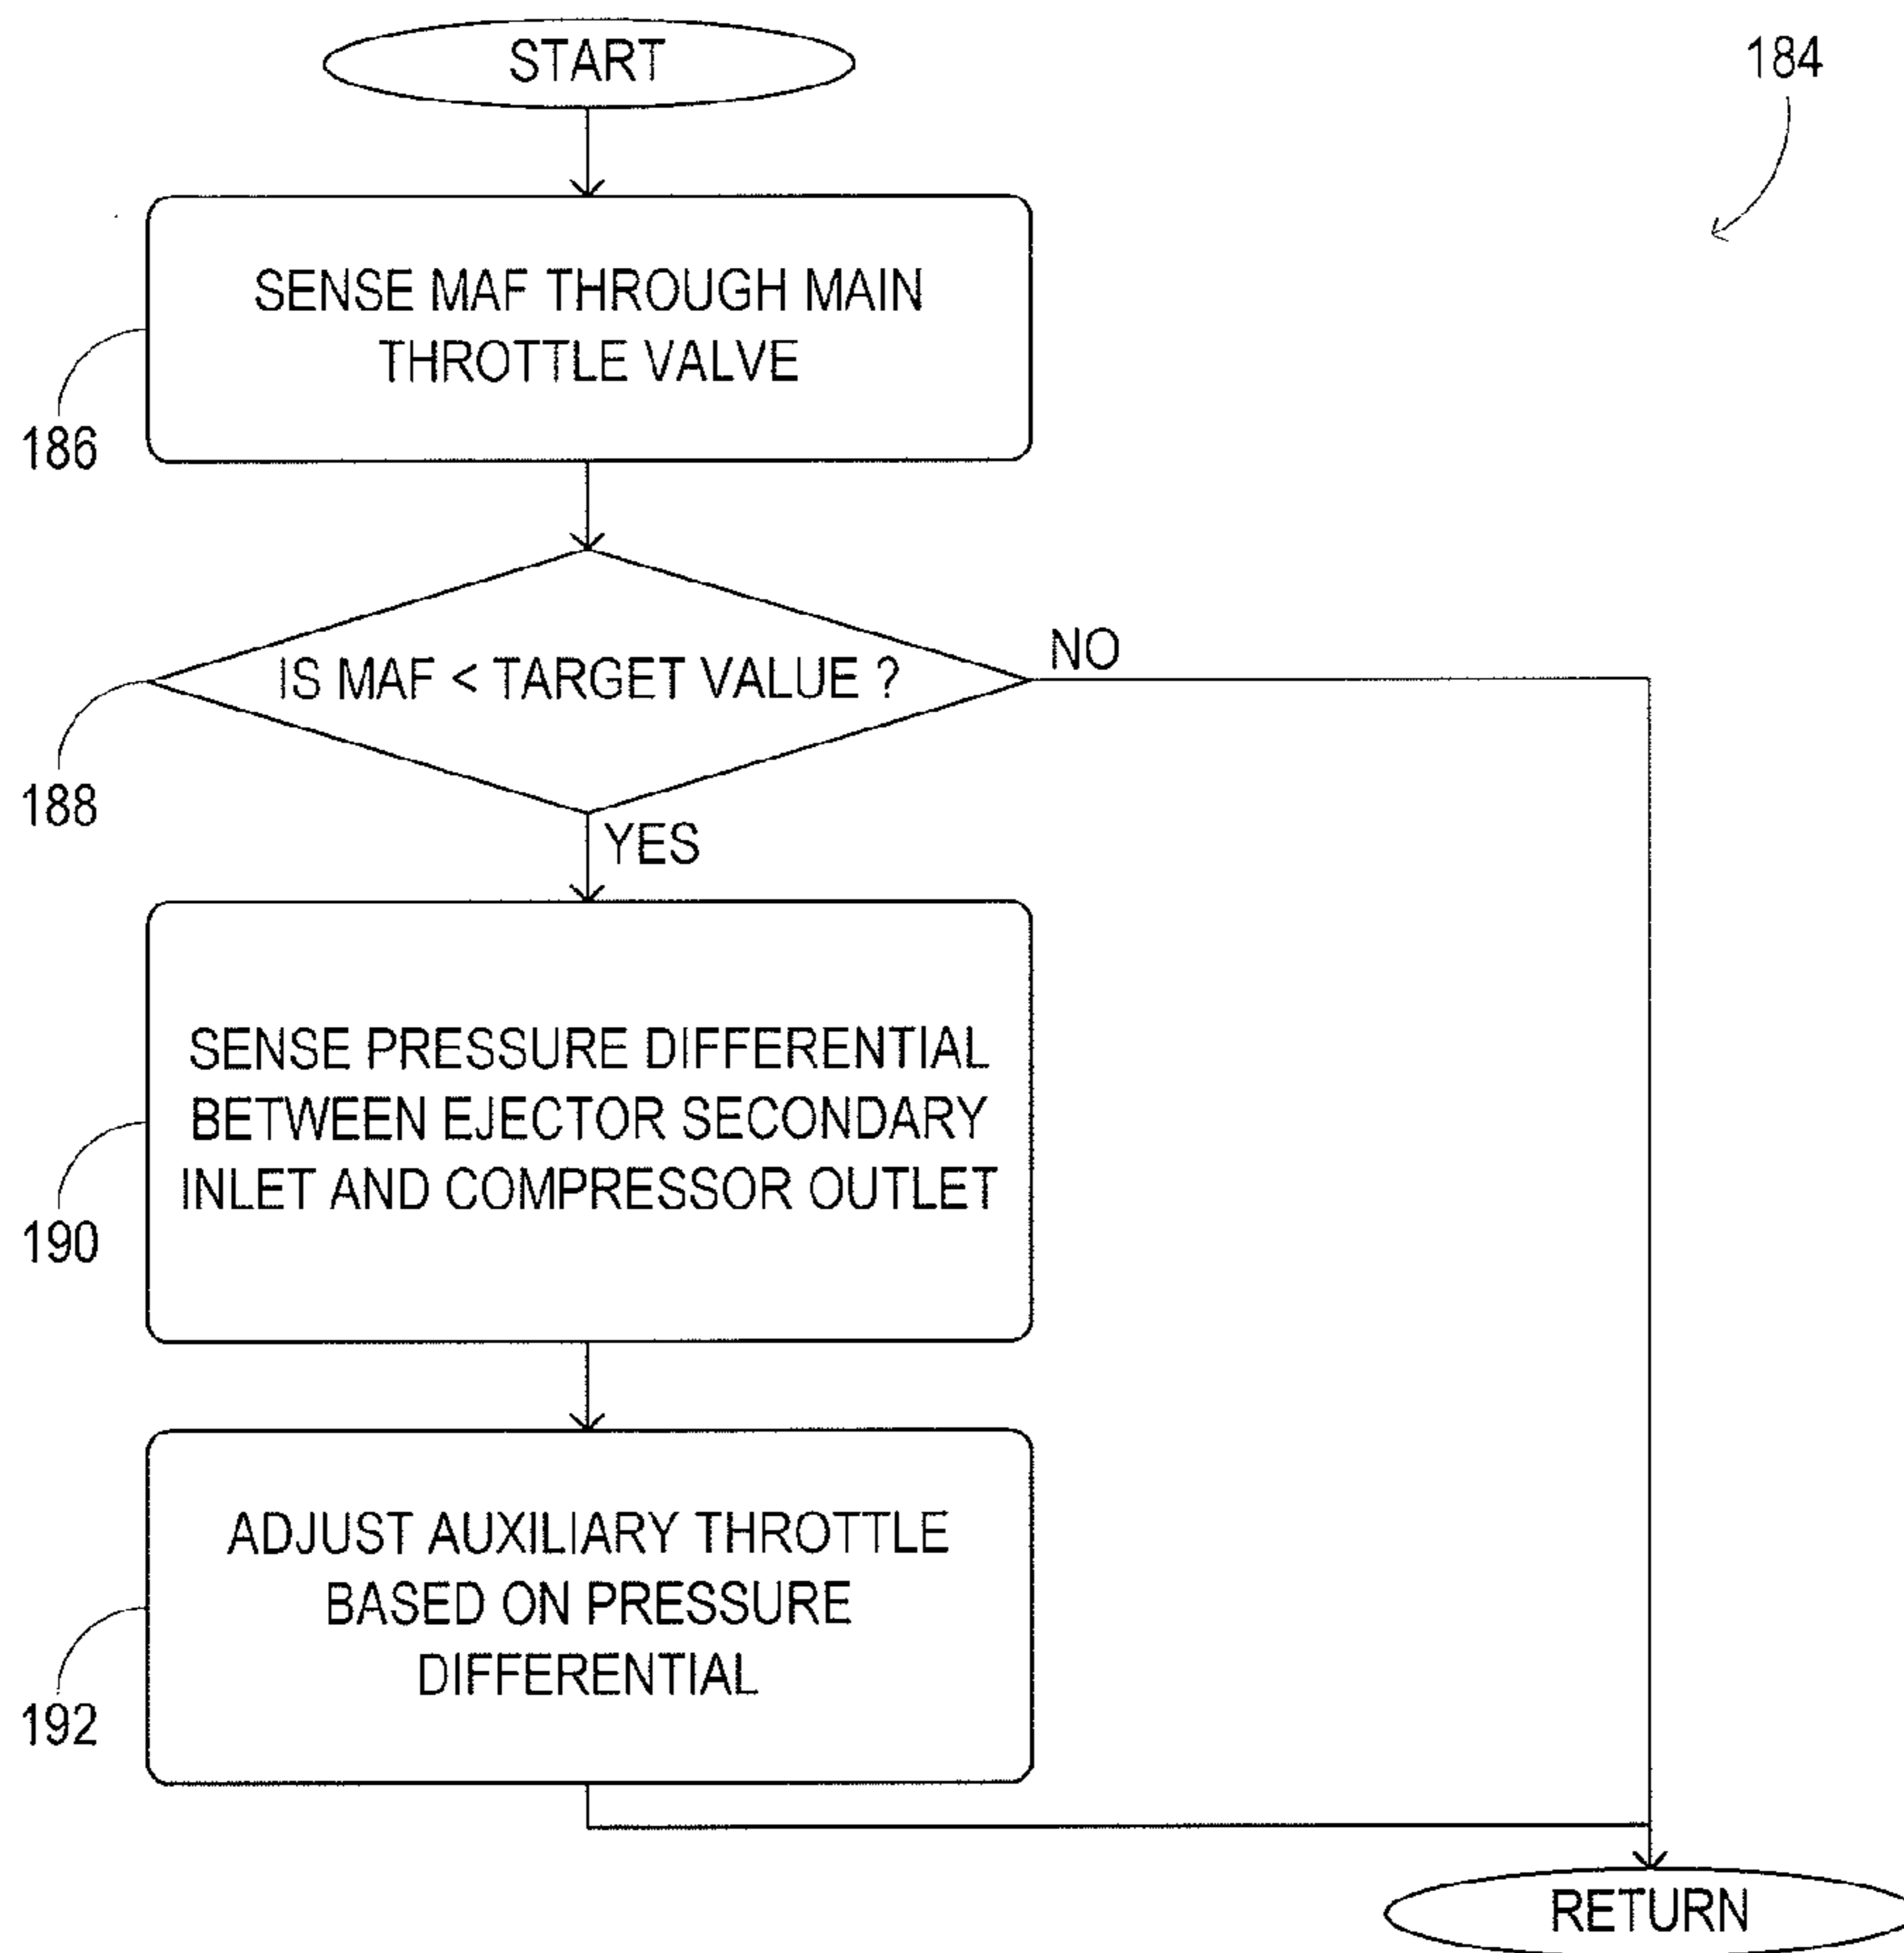 START
184
SENSE MAF THROUGH MAIN
THROTTLE VALVE
186
IS MAF < TARGET VALUE ?
NO
188
YES
SENSE PRESSURE DIFFERENTIAL
BETWEEN EJECTOR SECONDARY
INLET AND COMPRESSOR OUTLET
190
ADJUST AUXILIARY THROTTLE
BASED ON PRESSURE
DIFFERENTIAL
192
RETURN